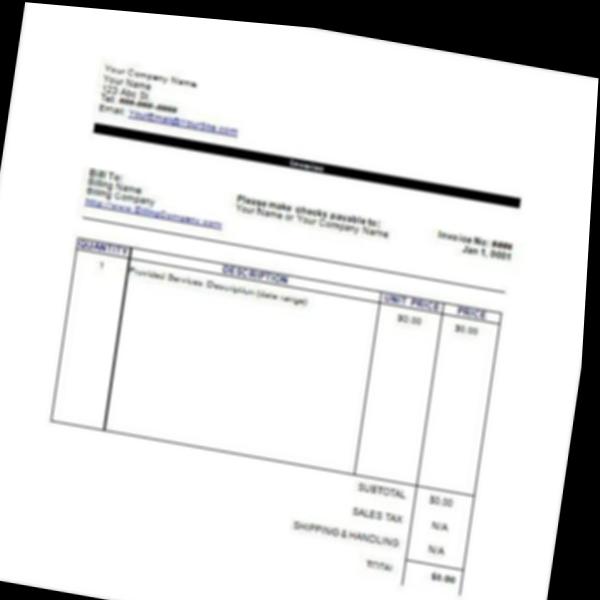 Your Company Name
Your Name
123 Abc St
Tel: ###-###-####
Email: YourEmail@YourSite.com
Invoice
Bill To:
Billing Name
Billing Company
http://www.BillingCompany.com
Please make checks payable to:
Your Name or Your Company Name
Invoice No: ####
Jan 1, 0001
QUANTITY DESCRIPTION UNIT PRICE PRICE
1 Provided Services Description (date range) $0.00 $0.00
SUBTOTAL $0.00
SALES TAX N/A
SHIPPING & HANDLING N/A
TOTAL $0.00